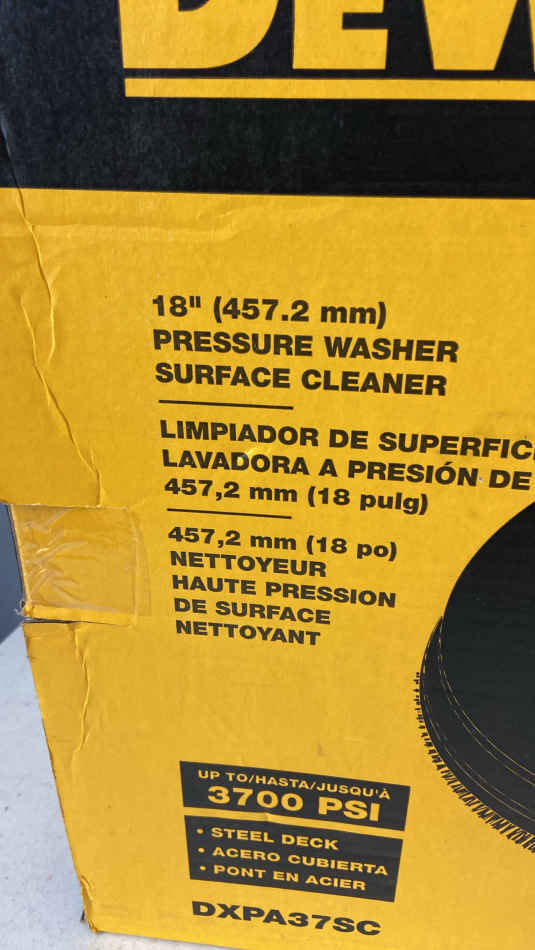 18" (457.2 mm)
PRESSURE WASHER
SURFACE CLEANER
LIMPIADOR DE
LAVADORA A PRESIÓN DE
457,2 mm (18 pulg)
457,2 mm (18 po)
NETTOYEUR
HAUTE PRESSION
DE SURFACE
NETTOYANT
UP TO/HASTA/JUSQU'À
3700 PSI
• STEEL DECK
• ACERO CUBIERTA
• PONT EN ACIER
DXPA37SC